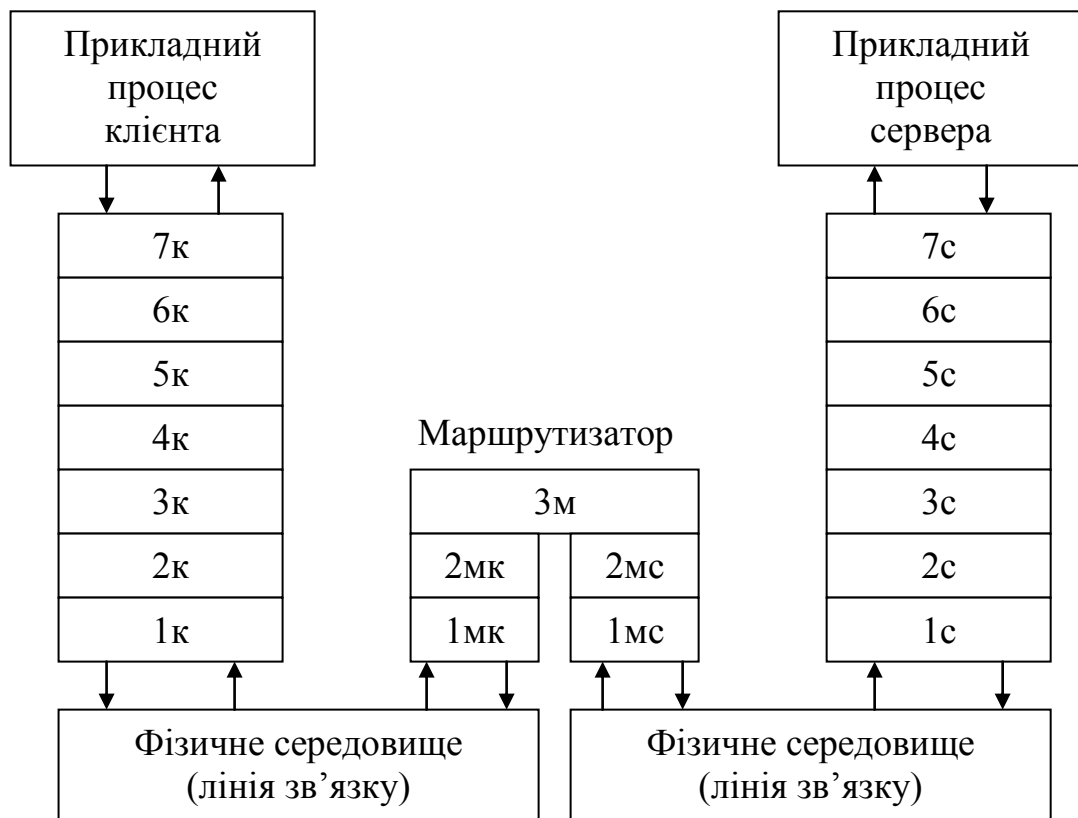 Прикладний
процес
клієнта
Прикладний
процес
сервера
7к
7с
6к
6с
5к
5с
4к
4с
Маршрутизатор
3к
3м
3с
2к
2мк
2мс
2с
1к
1мк
1мс
1с
Фізичне середовище
(лінія зв’язку)
Фізичне середовище
(лінія зв’язку)